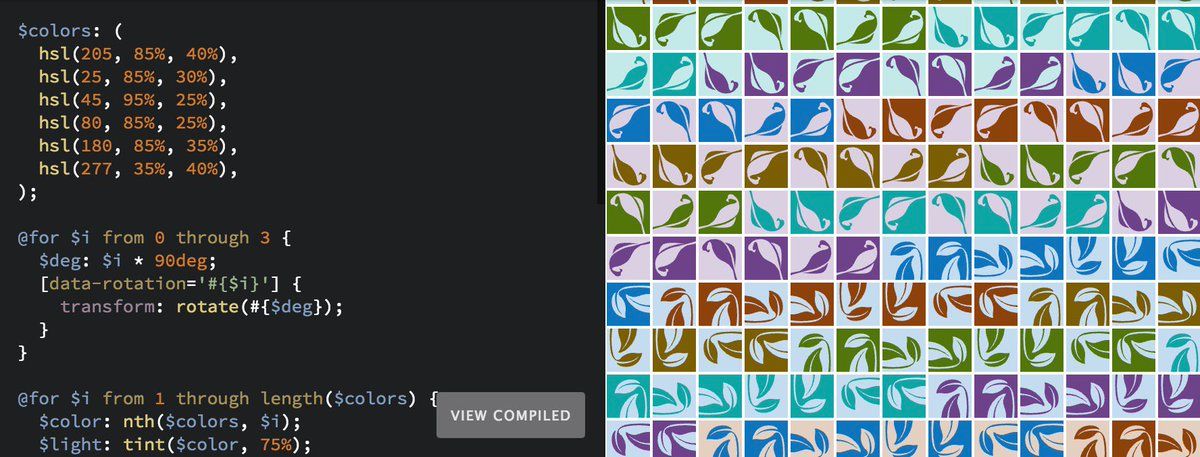 $colors: (
  hsl(205, 85%, 40%),
  hsl(25, 85%, 30%),
  hsl(45, 95%, 25%),
  hsl(80, 85%, 25%),
  hsl(180, 85%, 35%),
  hsl(277, 35%, 40%),
);
@for $i from 0 through 3 {
  $deg: $i * 90deg;
  [data-rotation='#{$i}'] {
    transform: rotate(#{$deg});
  }
}
@for $i from 1 through length($colors) {
  $color: nth($colors, $i);
  $light: tint($color, 75%);
VIEW COMPILED